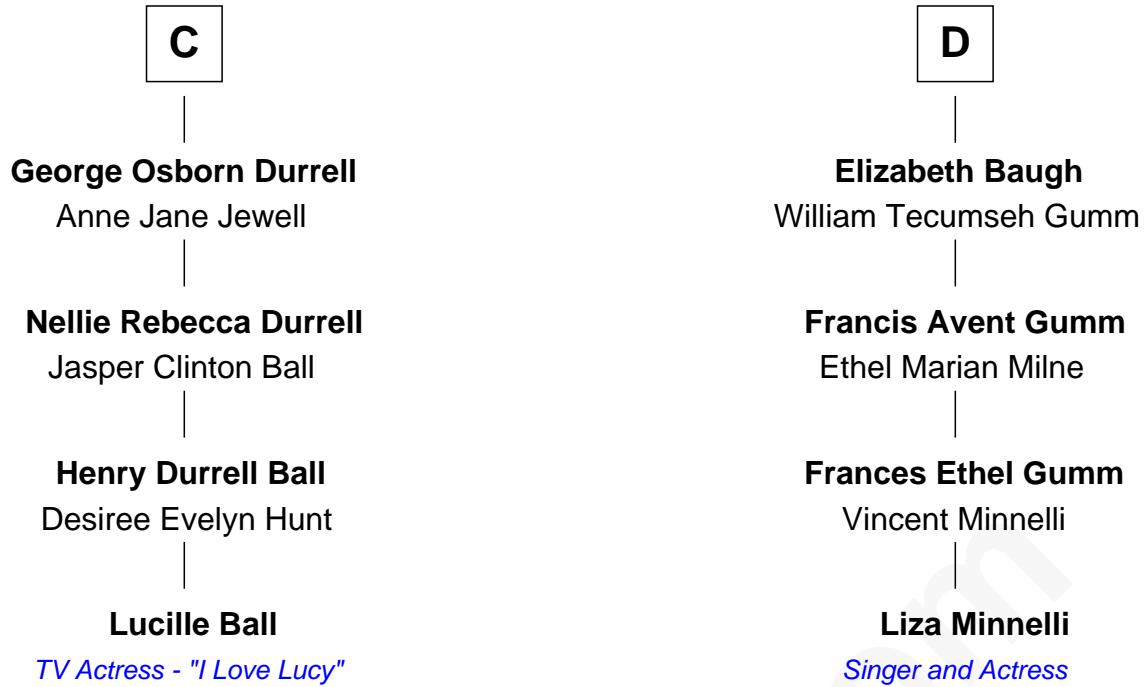 C
George Osborn Durrell
Anne Jane Jewell
Nellie Rebecca Durrell
Jasper Clinton Ball
Henry Durrell Ball
Desiree Evelyn Hunt
Lucille Ball
TV Actress - "I Love Lucy"
D
Elizabeth Baugh
William Tecumseh Gumm
Francis Avent Gumm
Ethel Marian Milne
Frances Ethel Gumm
Vincent Minnelli
Liza Minnelli
Singer and Actress